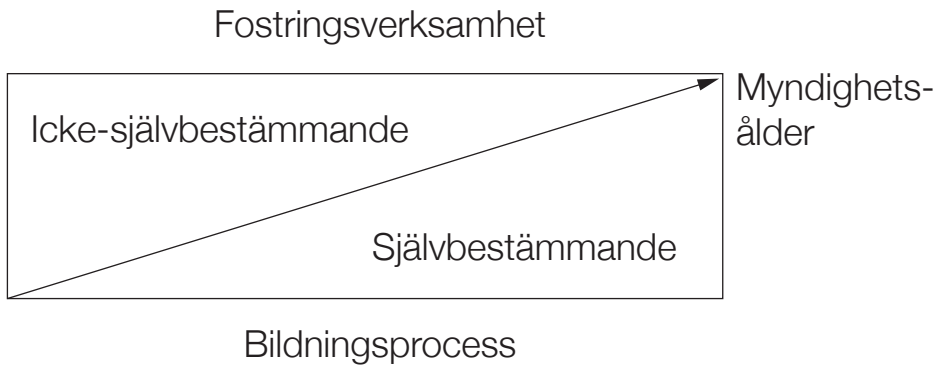 Fostringsverksamhet
Myndighets-
ålder
Icke-självbestämmande
Självbestämmande
Bildningsprocess